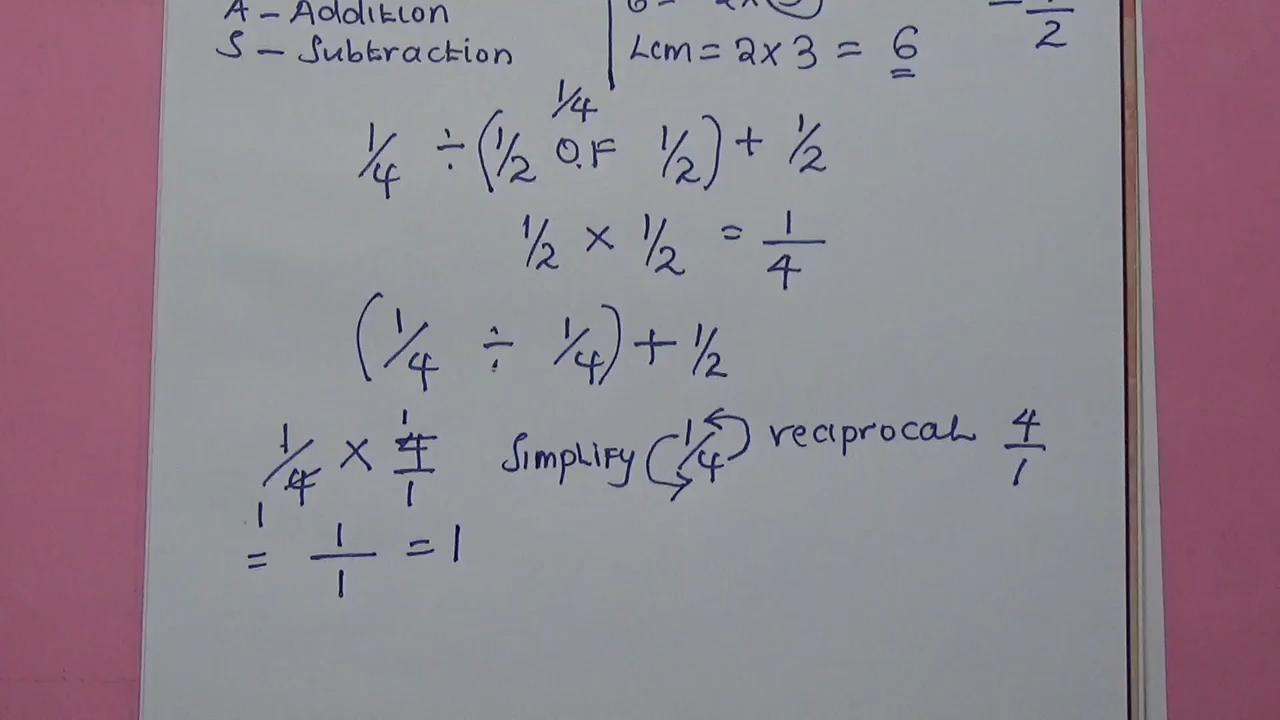 A - Addition
S - Subtraction
Lcm = 2 x 3 = 6
2
1/4
1/4 ÷ (1/2 OF 1/2) + 1/2
1/2 x 1/2 = 1/4
(1/4 ÷ 1/4) + 1/2
1/4 x 4/1 Simplify 1/4 reciprocal 4/1
1 1
= 1/1 = 1